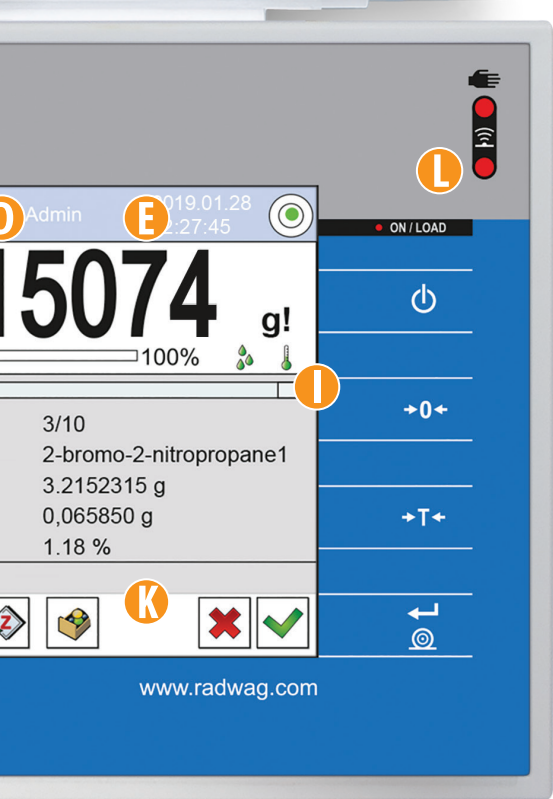 L
D
Admin
E
2019.01.28
2:27:45
ON / LOAD
15074
g!
100%
I
→0←
3/10
2-bromo-2-nitropropane1
3.2152315 g
0,065850 g
→T←
1.18 %
Z
K
www.radwag.com